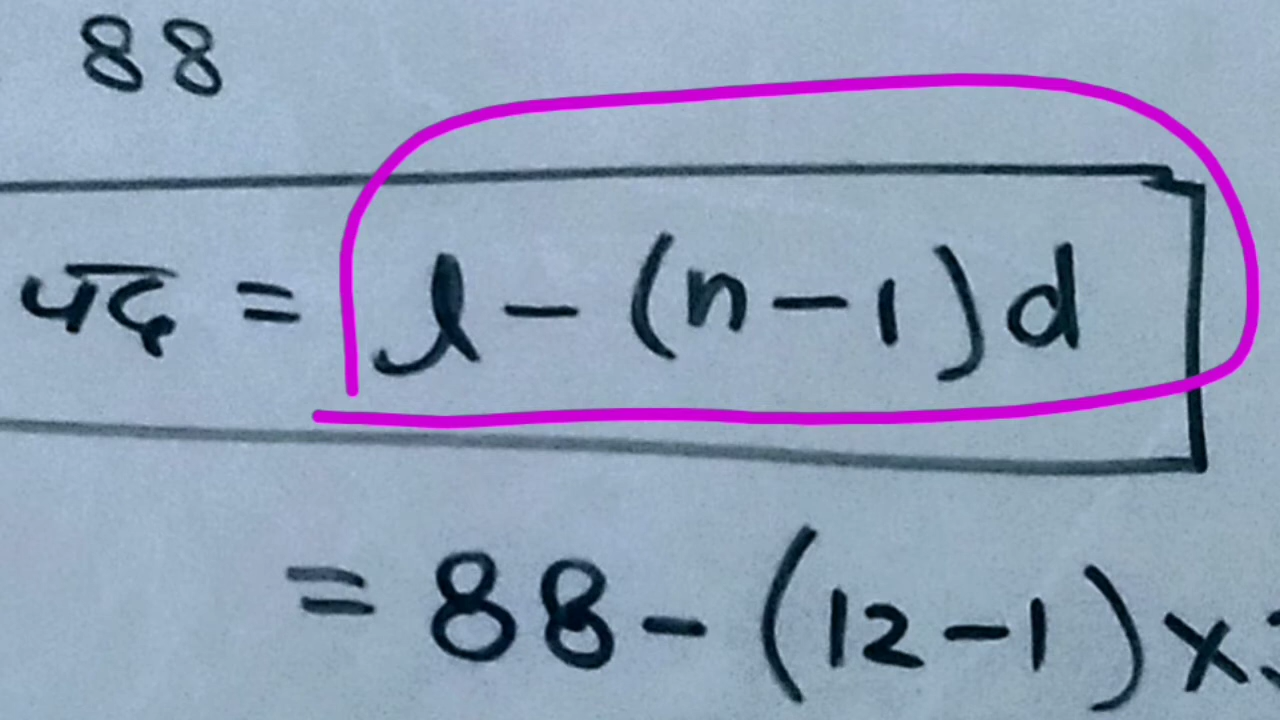 88
पद = l - (n - 1) d
= 88 - (12 - 1) x